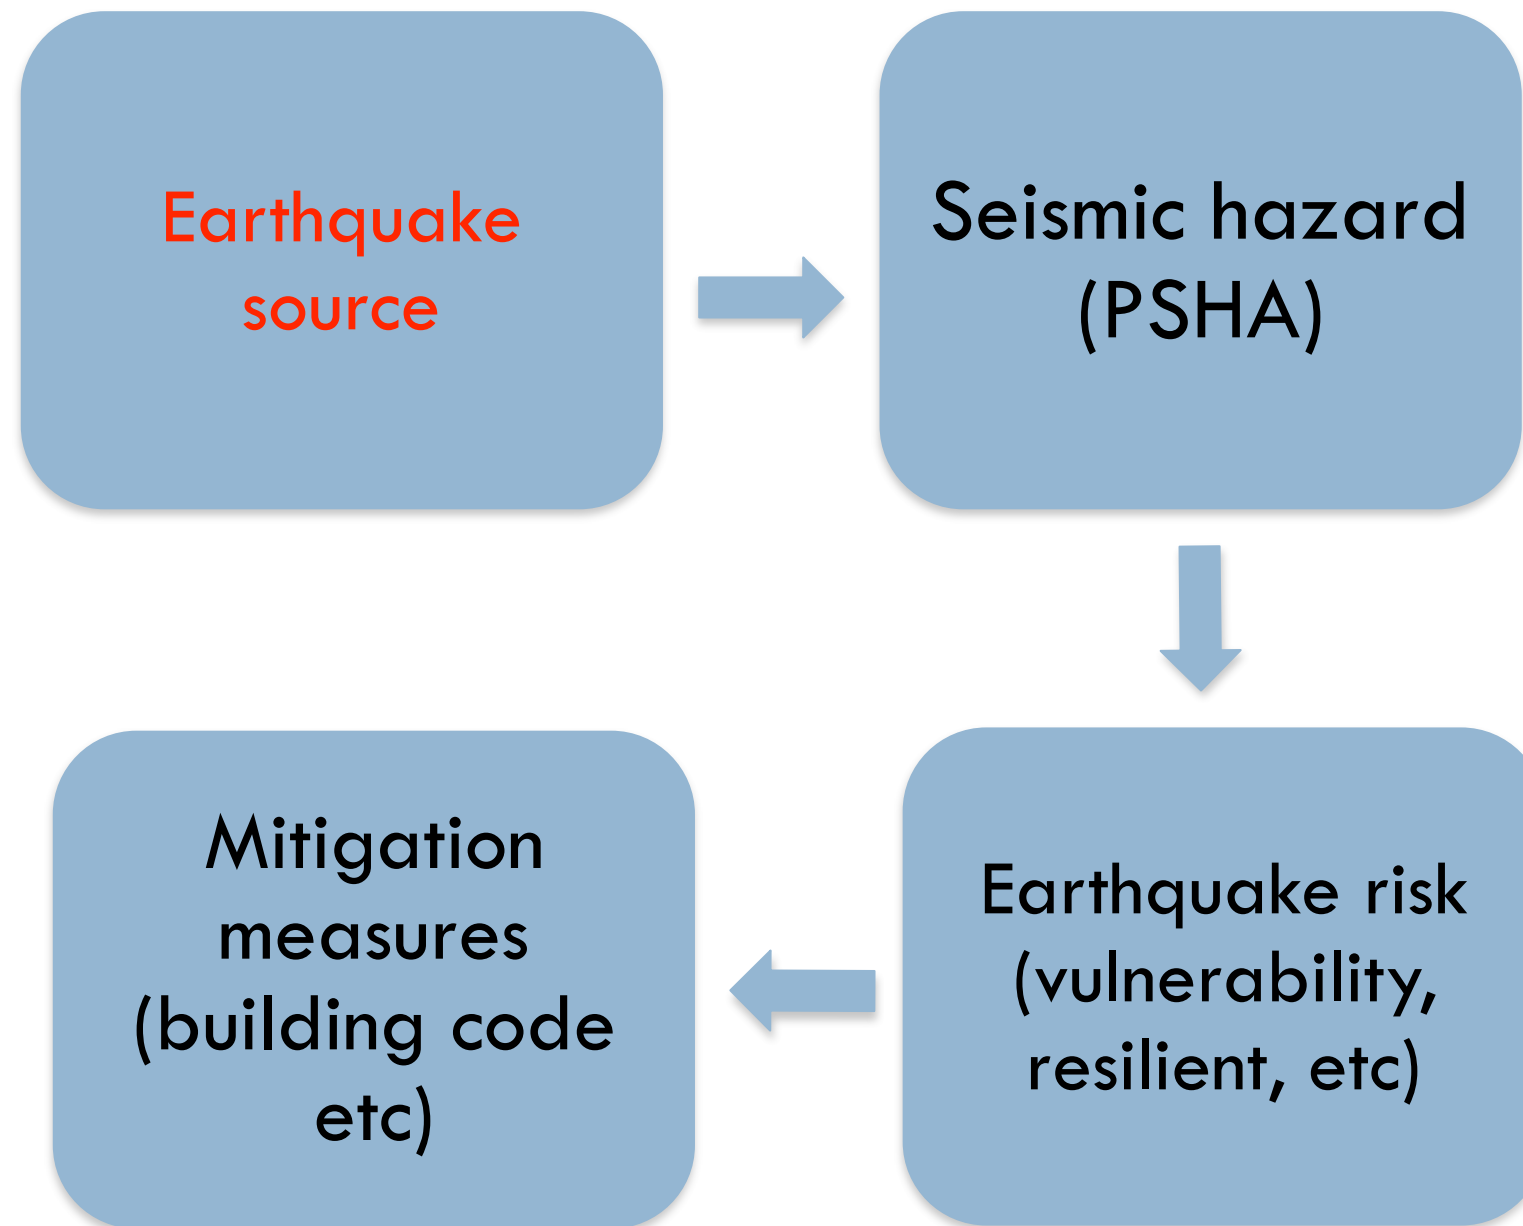 Earthquake
source
Seismic hazard
(PSHA)
Earthquake risk
(vulnerability,
resilient, etc)
Mitigation
measures
(building code
etc)